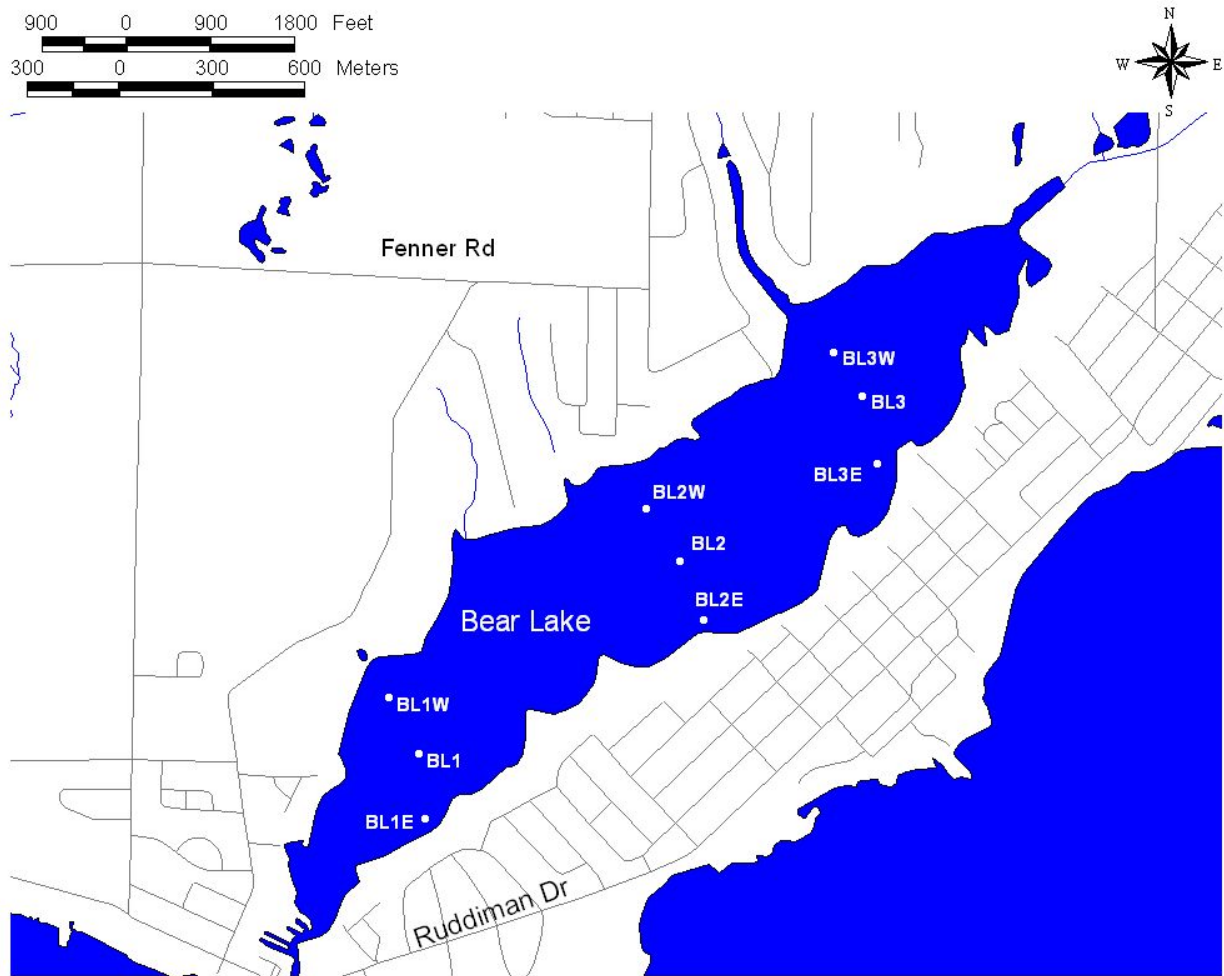 900 0 900 1800 Feet
300 0 300 600 Meters
N
W E
S
Fenner Rd
BL3W
BL3
BL3E
BL2W
BL2
BL2E
Bear Lake
BL1W
BL1
BL1E
Ruddiman Dr